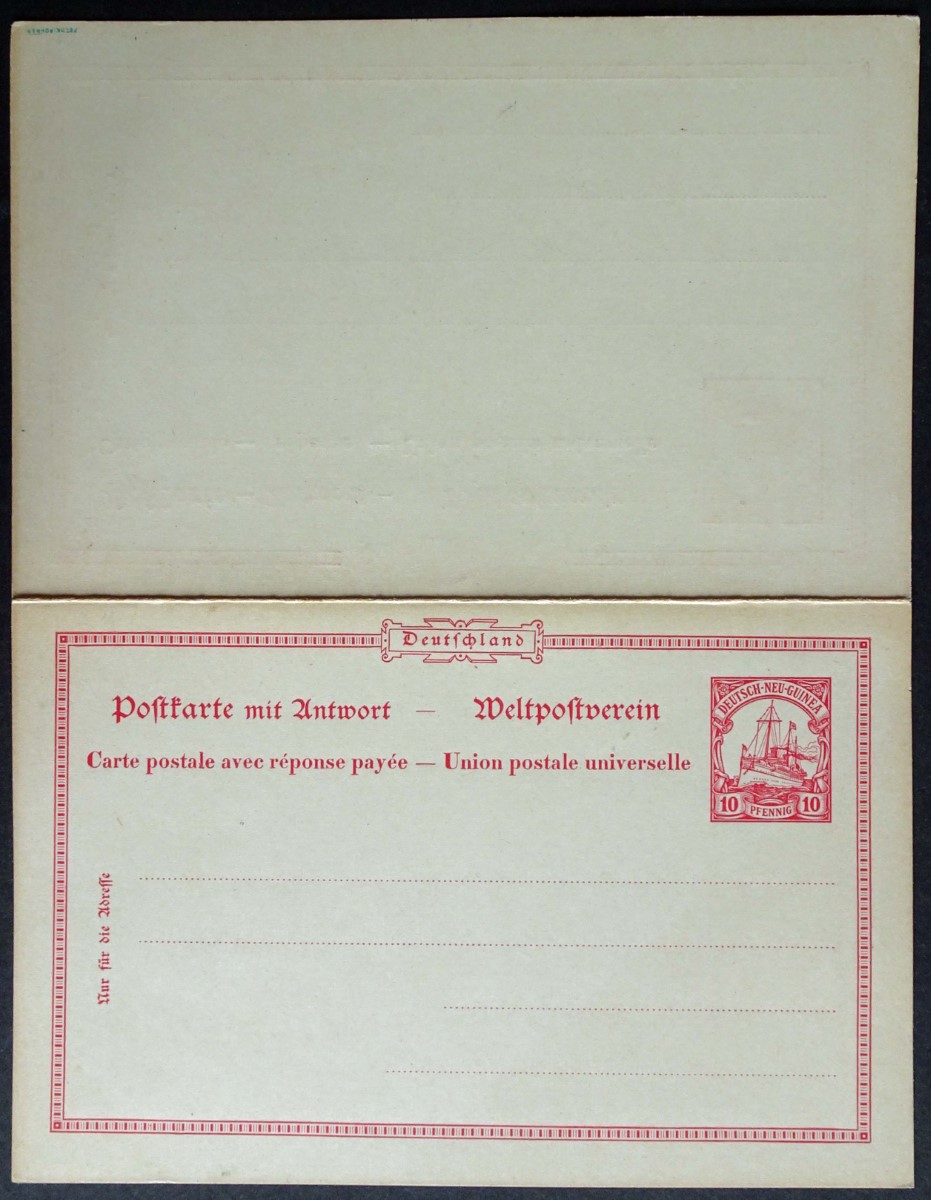 Deutschland
Postkarte mit Antwort — Weltpostverein
Carte postale avec réponse payée — Union postale universelle
DEUTSCH-NEU-GUINEA
10 PFENNIG 10
Nur für die Adresse